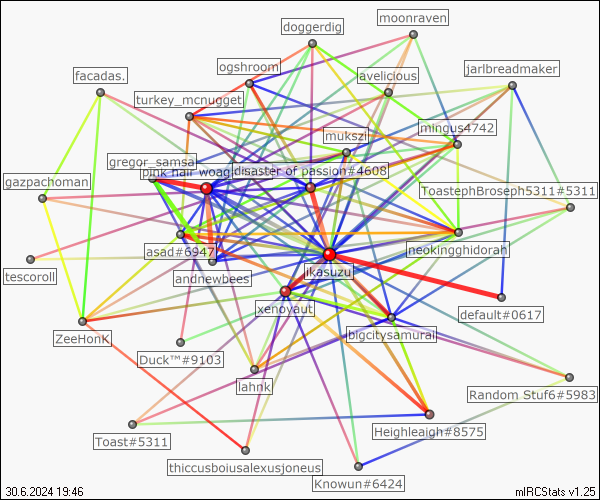 moonraven
doggerdig
ogshroom
avelicious
jarlbreadmaker
facadas.
turkey_mcnugget
mingus4742
mukszi
gregor_samsa
pink hair woag
disaster of passion#4608
gazpachoman
ToastephBroseph5311#5311
asad#6947
neokingghidorah
tescoroll
andnewbees
ikasuzu
xenoyaut
default#0617
ZeeHonK
bigcitysamurai
Duck™#9103
lahnk
Random Stuf6#5983
Toast#5311
Heighleaigh#8575
thiccusboiusalexusjoneus
Knowun#6424
30.6.2024 19:46
mIRCStats v1.25